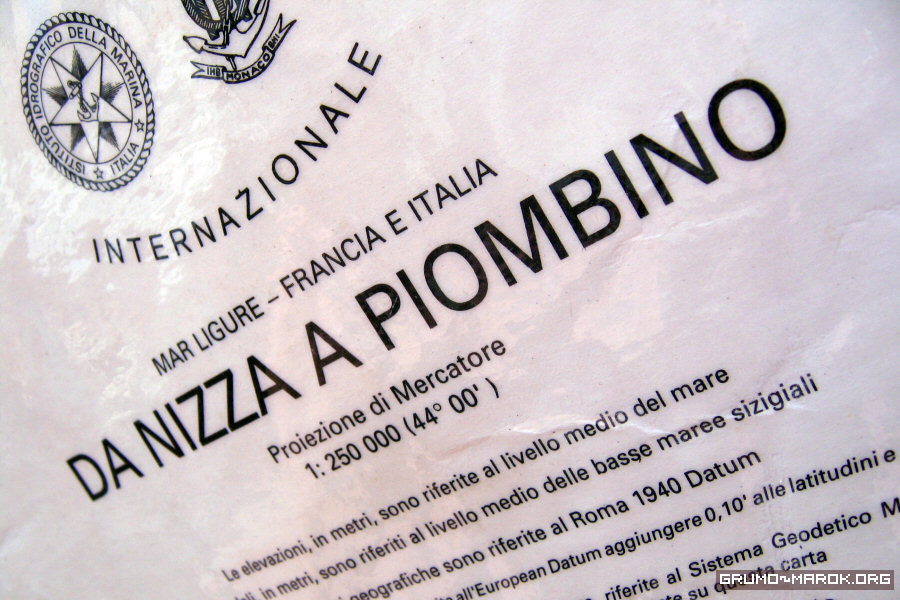 ISTITUTO IDROGRAFICO DELLA MARINA
ITALIA
IHB MONACO BHI
INTERNAZIONALE
MAR LIGURE – FRANCIA E ITALIA
DA NIZZA A PIOMBINO
Proiezione di Mercatore
1: 250 000 (44° 00' )
Le elevazioni, in metri, sono riferite al livello medio del mare
in metri, sono riferiti al livello medio delle basse maree sizigiali
geografiche sono riferite al Roma 1940 Datum
all'European Datum aggiungere 0,10' alle latitudini e
riferite al Sistema Geodetico M
su questa carta
GRUMO-MAROK.ORG